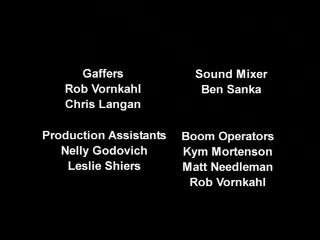 Gaffers
Rob Vornkahl
Chris Langan
Sound Mixer
Ben Sanka
Production Assistants
Nelly Godovich
Leslie Shiers
Boom Operators
Kym Mortenson
Matt Needleman
Rob Vornkahl